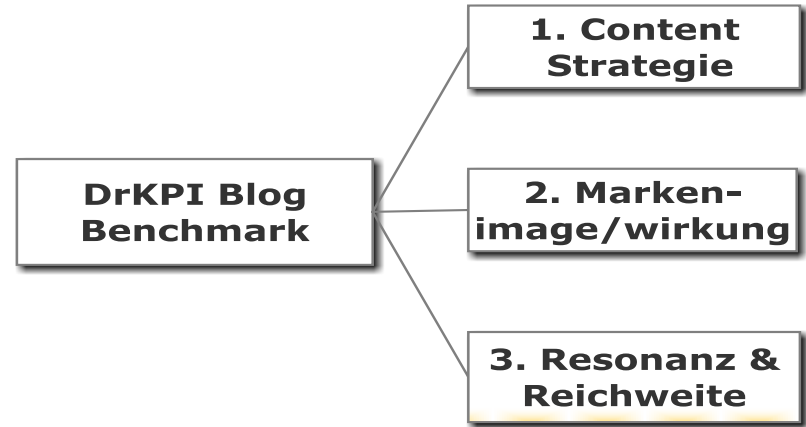 1. Content
Strategie
DrKPI Blog
Benchmark
2. Marken-
image/wirkung
3. Resonanz &
Reichweite